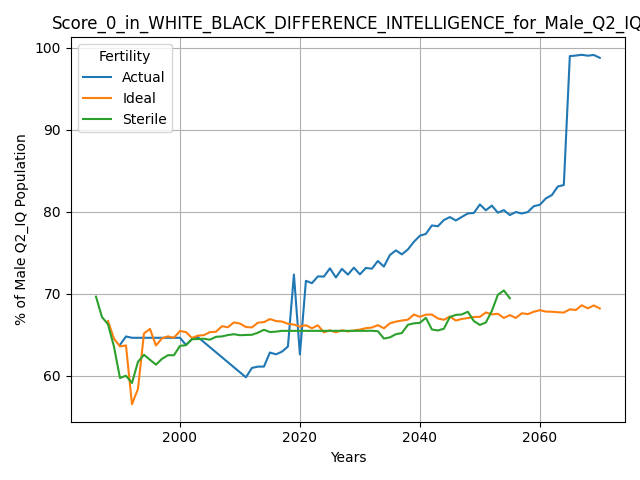 Score_0_in_WHITE_BLACK_DIFFERENCE_INTELLIGENCE_for_Male_Q2_IQ
100
90
80
70
60
% of Male Q2_IQ Population
Fertility
Actual
Ideal
Sterile
2000 2020 2040 2060
Years